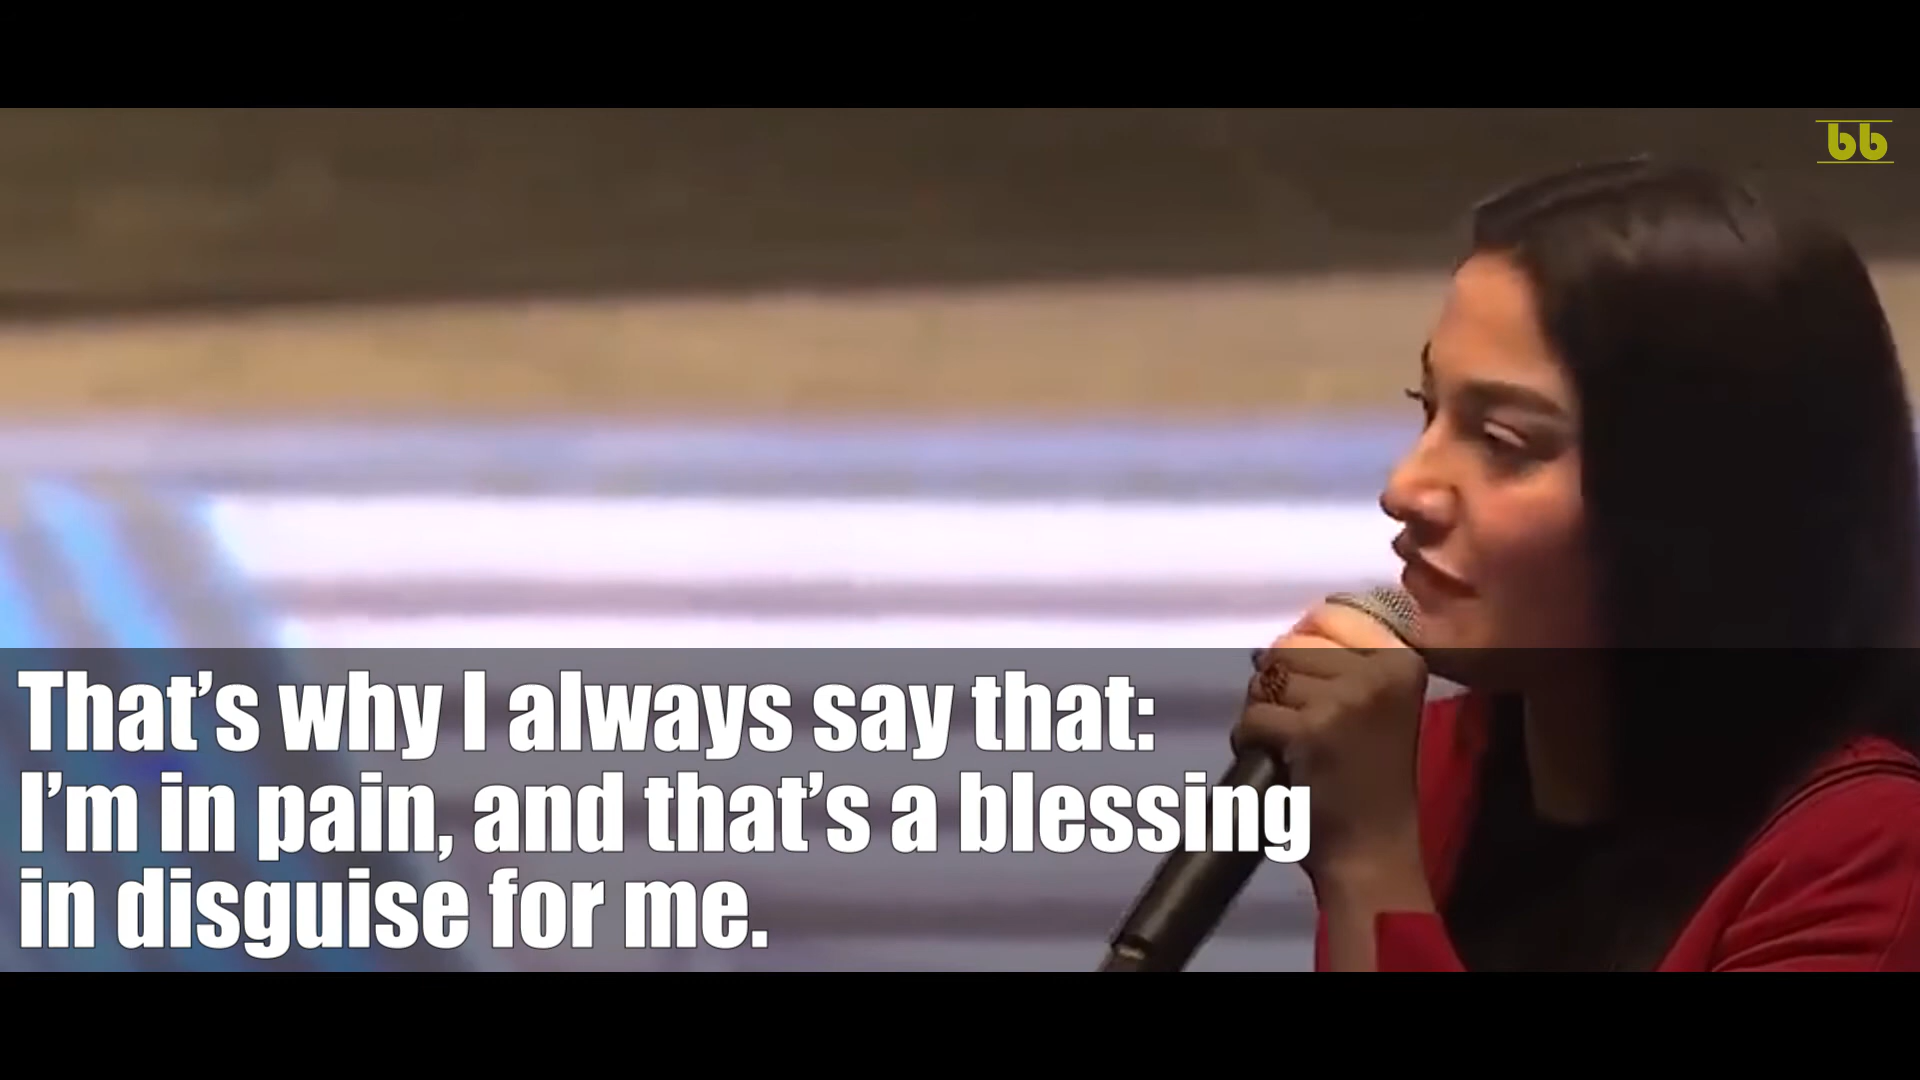 bb
That's why I always say that:
I'm in pain, and that's a blessing
in disguise for me.